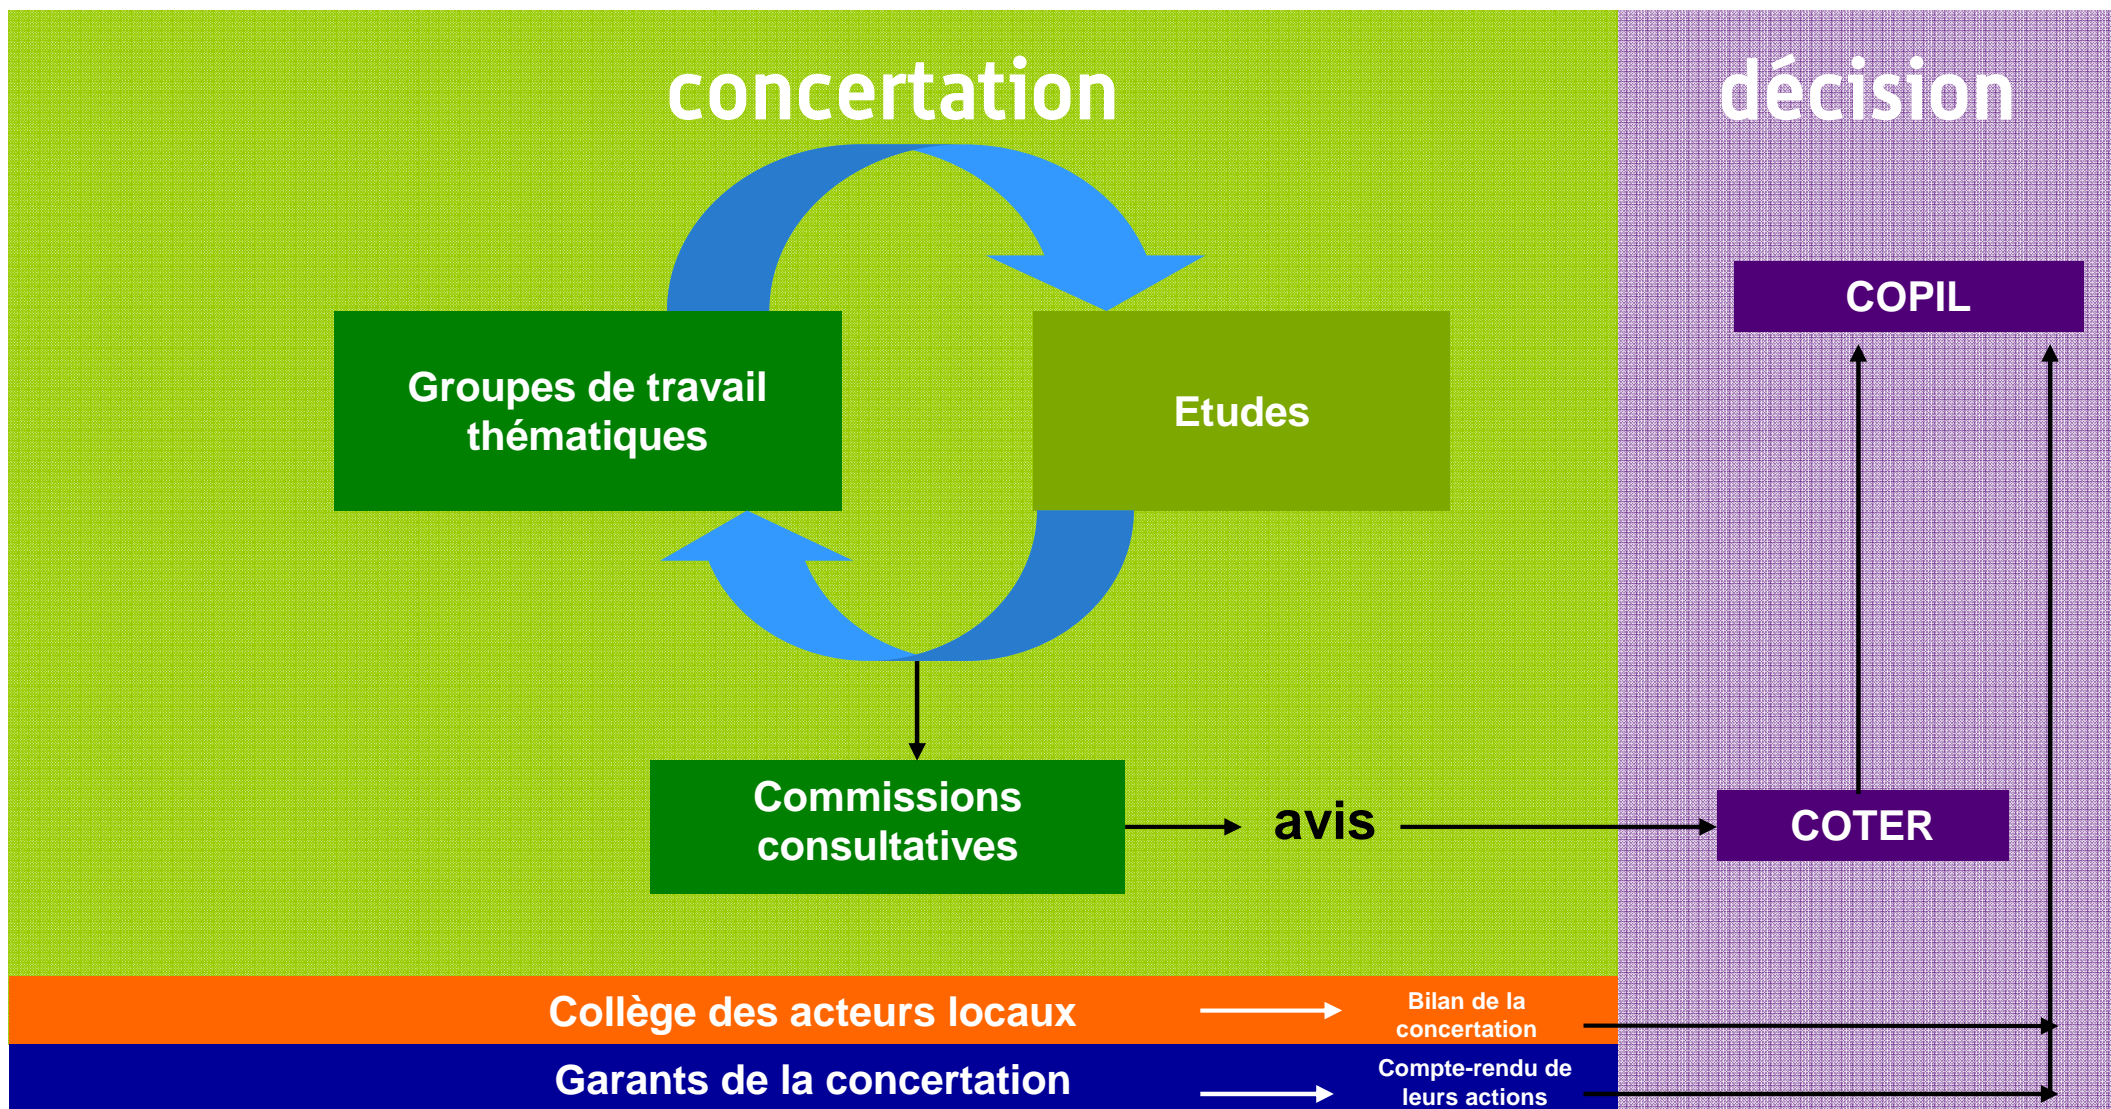 concertation
décision
COPIL
Groupes de travail
thématiques
Etudes
Commissions
consultatives
avis
COTER
Collège des acteurs locaux
Bilan de la
concertation
Garants de la concertation
Compte-rendu de
leurs actions